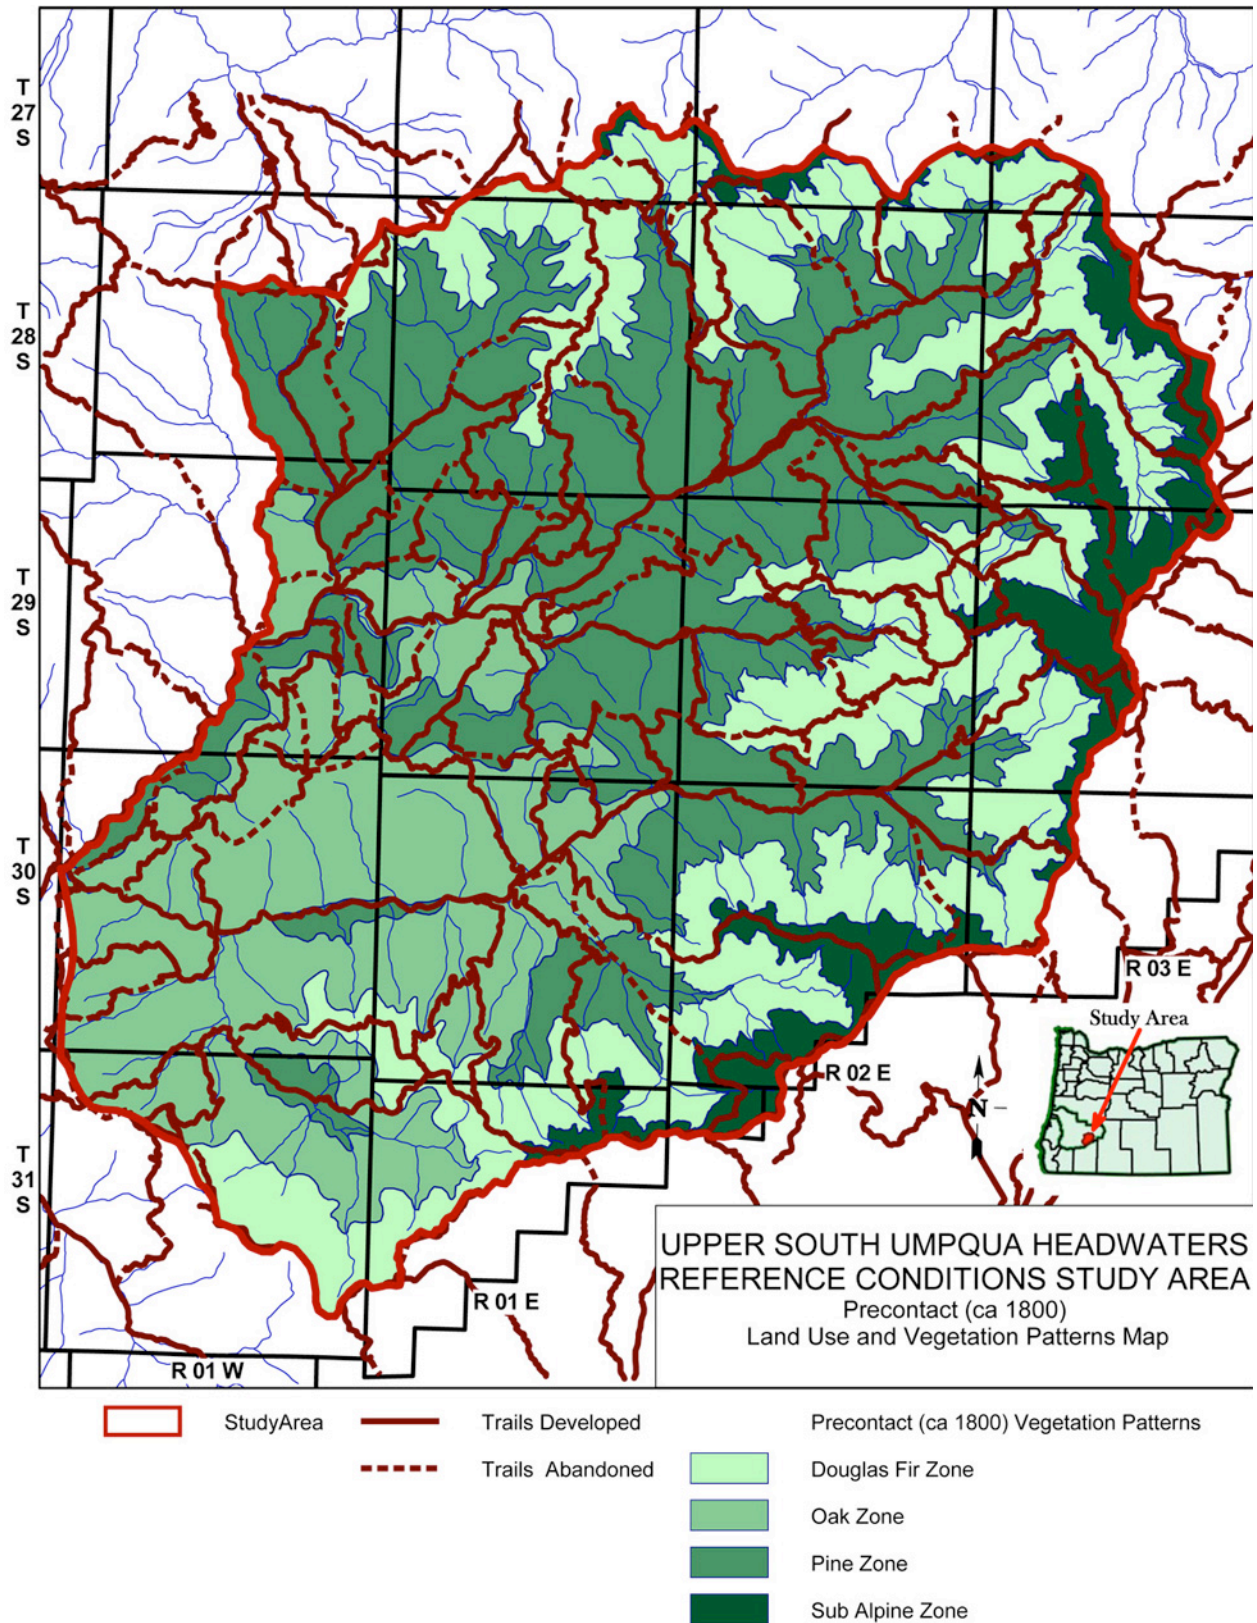 T
27
S
T
28
S
T
29
S
T
30
S
T
31
S
R 03 E
Study Area
R 02 E
N
R 01 E
R 01 W
UPPER SOUTH UMPQUA HEADWATERS
REFERENCE CONDITIONS STUDY AREA
Precontact (ca 1800)
Land Use and Vegetation Patterns Map
StudyArea
Trails Developed
Precontact (ca 1800) Vegetation Patterns
Trails Abandoned
Douglas Fir Zone
Oak Zone
Pine Zone
Sub Alpine Zone